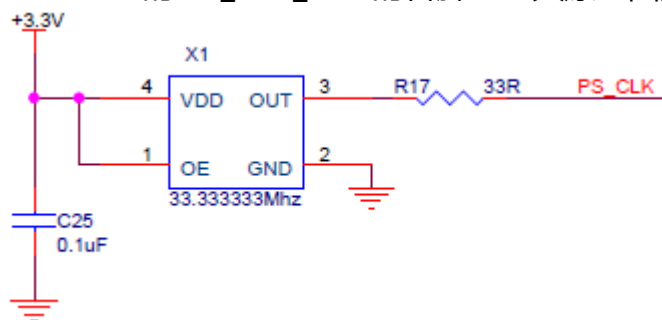 +3.3V
X1
4 VDD OUT 3 R17 33R PS_CLK
1 OE GND 2
33.333333Mhz
C25
0.1uF